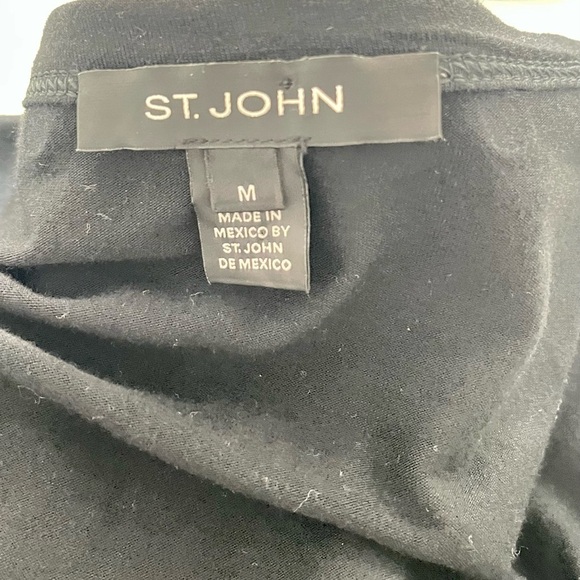 ST. JOHN
M
MADE IN
MEXICO BY
ST. JOHN
DE MEXICO